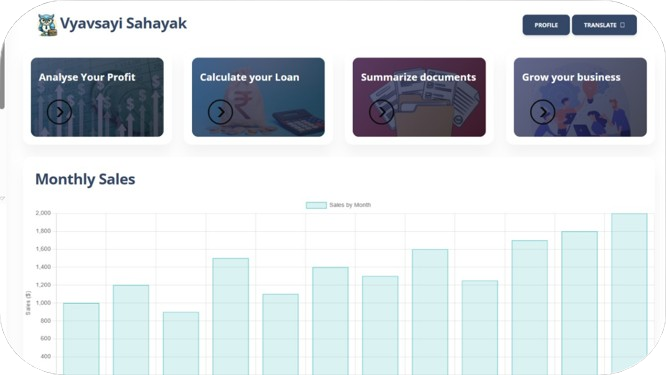 Vyavsayi Sahayak
PROFILE
TRANSLATE
Analyse Your Profit
Calculate your Loan
Summarize documents
Grow your business
₹
Monthly Sales
Sales by Month
Sales ($)
2,000
1,800
1,600
1,400
1,200
1,000
800
600
400